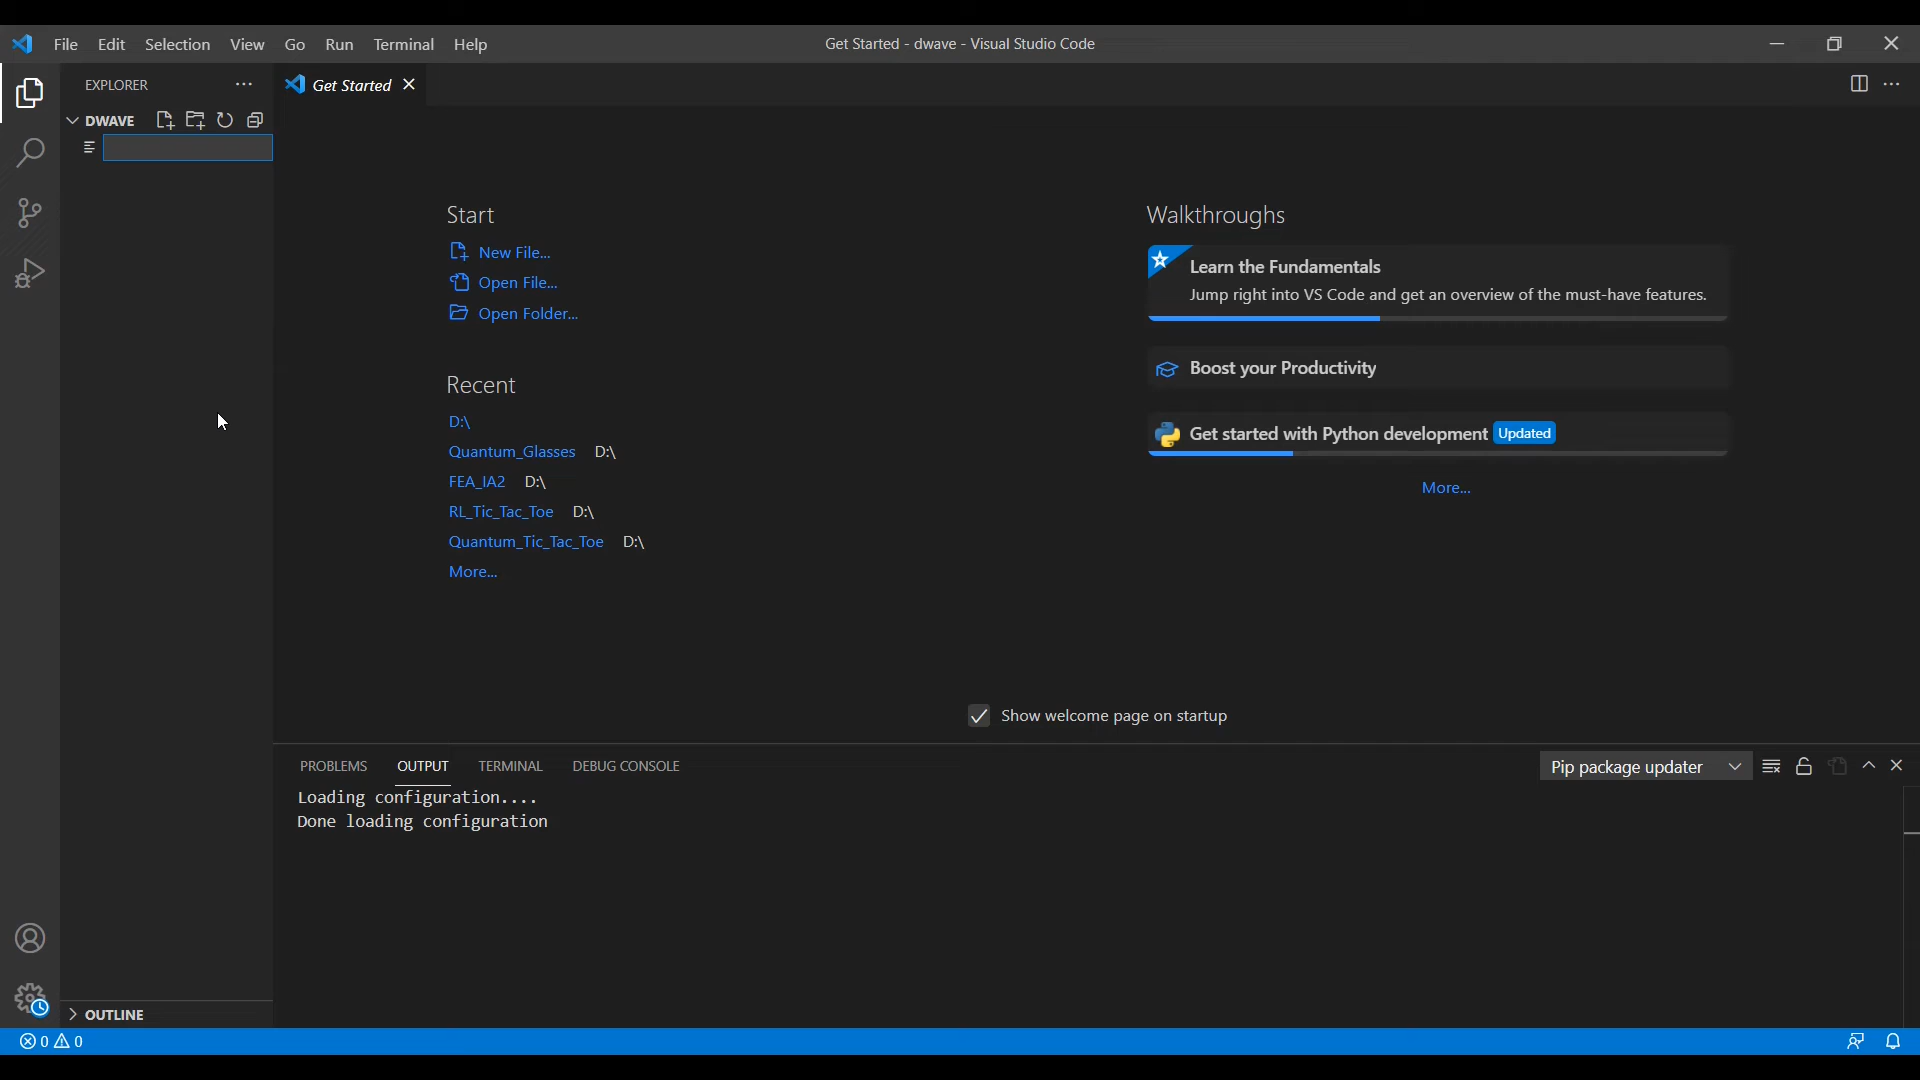 File Edit Selection View Go Run Terminal Help
Get Started - dwave - Visual Studio Code
EXPLORER
Get Started
DWAVE
Start
New File...
Open File...
Open Folder...
Recent
D:\
Quantum_Glasses D:\
FEA_IA2 D:\
RL_Tic_Tac_Toe D:\
Quantum_Tic_Tac_Toe D:\
More...
Walkthroughs
Learn the Fundamentals
Jump right into VS Code and get an overview of the must-have features.
Boost your Productivity
Get started with Python development Updated
More...
Show welcome page on startup
PROBLEMS OUTPUT TERMINAL DEBUG CONSOLE
Pip package updater
Loading configuration....
Done loading configuration
OUTLINE
0 0